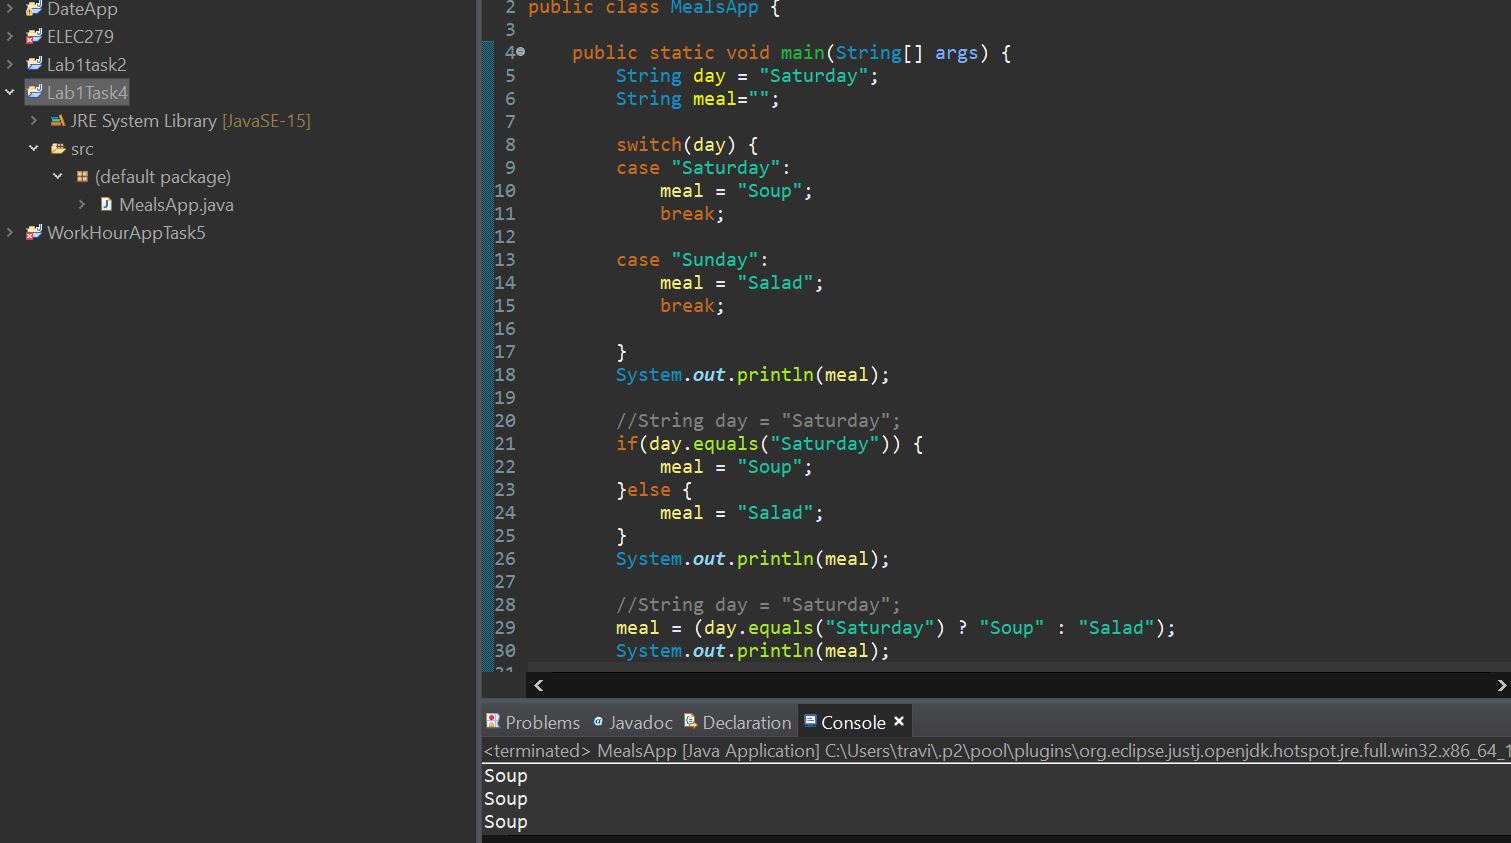 DateApp
ELEC279
Lab1task2
Lab1Task4
JRE System Library [JavaSE-15]
src
(default package)
MealsApp.java
WorkHourAppTask5
2 public class MealsApp {
3
4 public static void main(String[] args) {
5 String day = "Saturday";
6 String meal="";
7
8 switch(day) {
9 case "Saturday":
10 meal = "Soup";
11 break;
12
13 case "Sunday":
14 meal = "Salad";
15 break;
16
17 }
18 System.out.println(meal);
19
20 //String day = "Saturday";
21 if(day.equals("Saturday")) {
22 meal = "Soup";
23 }else {
24 meal = "Salad";
25 }
26 System.out.println(meal);
27
28 //String day = "Saturday";
29 meal = (day.equals("Saturday") ? "Soup" : "Salad");
30 System.out.println(meal);
31
Problems @ Javadoc Declaration Console ×
<terminated> MealsApp [Java Application] C:\Users\travi\.p2\pool\plugins\org.eclipse.justj.openjdk.hotspot.jre.full.win32.x86_64_1
Soup
Soup
Soup